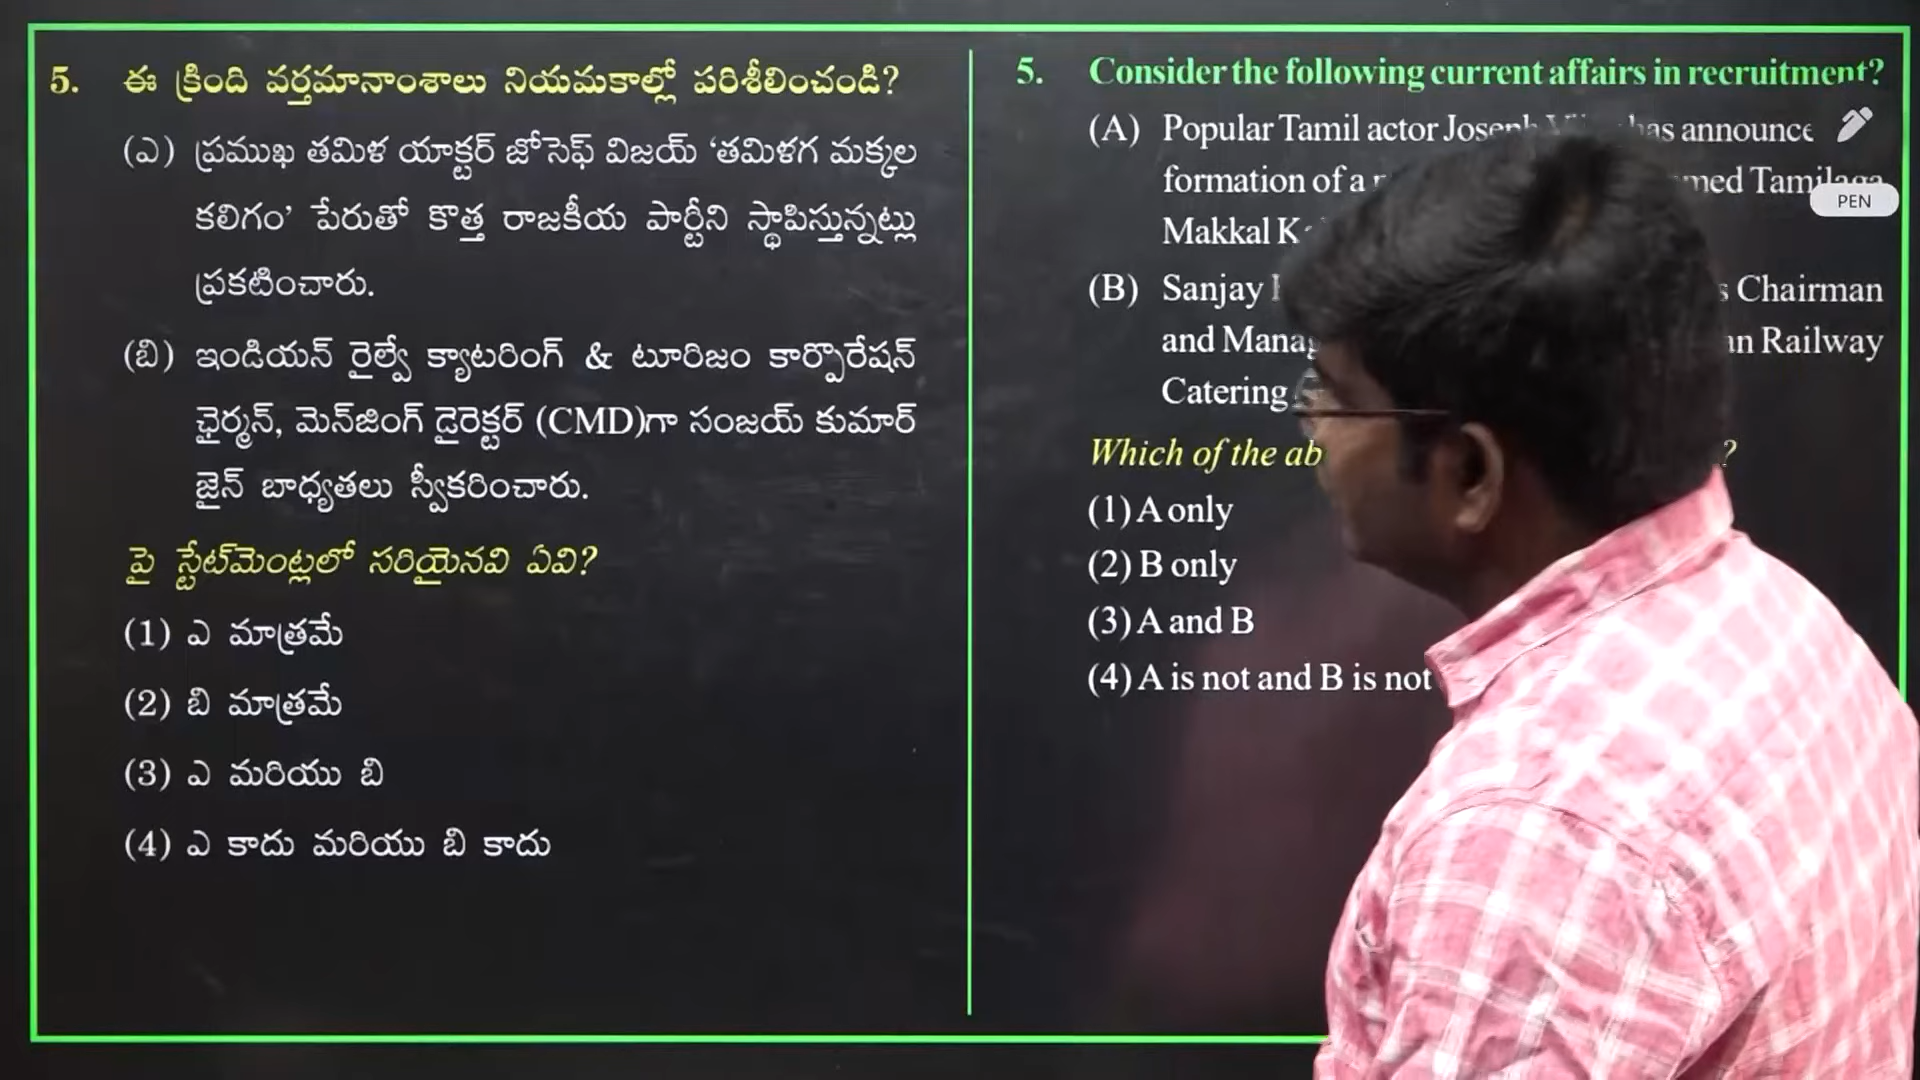 5. ఈ క్రింది వర్తమానాంశాలు నియమకాల్లో పరిశీలించండి?
(ఎ) ప్రముఖ తమిళ యాక్టర్ జోసెఫ్ విజయ్ ‘తమిళగ మక్కల
కలిగం’ పేరుతో కొత్త రాజకీయ పార్టీని స్థాపిస్తున్నట్లు
ప్రకటించారు.
(బి) ఇండియన్ రైల్వే క్యాటరింగ్ & టూరిజం కార్పొరేషన్
ఛైర్మన్, మెన్‌జింగ్ డైరెక్టర్ (CMD)గా సంజయ్ కుమార్
జైన్ బాధ్యతలు స్వీకరించారు.
పై స్టేట్‌మెంట్లలో సరియైనవి ఏవి?
(1) ఎ మాత్రమే
(2) బి మాత్రమే
(3) ఎ మరియు బి
(4) ఎ కాదు మరియు బి కాదు
5. Consider the following current affairs in recruitment?
(A) Popular Tamil actor Joseph has announce
formation of a Tamilaga
Makkal
(B) Sanjay Chairman
and Railway
Catering
Which of the
(1) A only
(2) B only
(3) A and B
(4) A is not and B is not
PEN